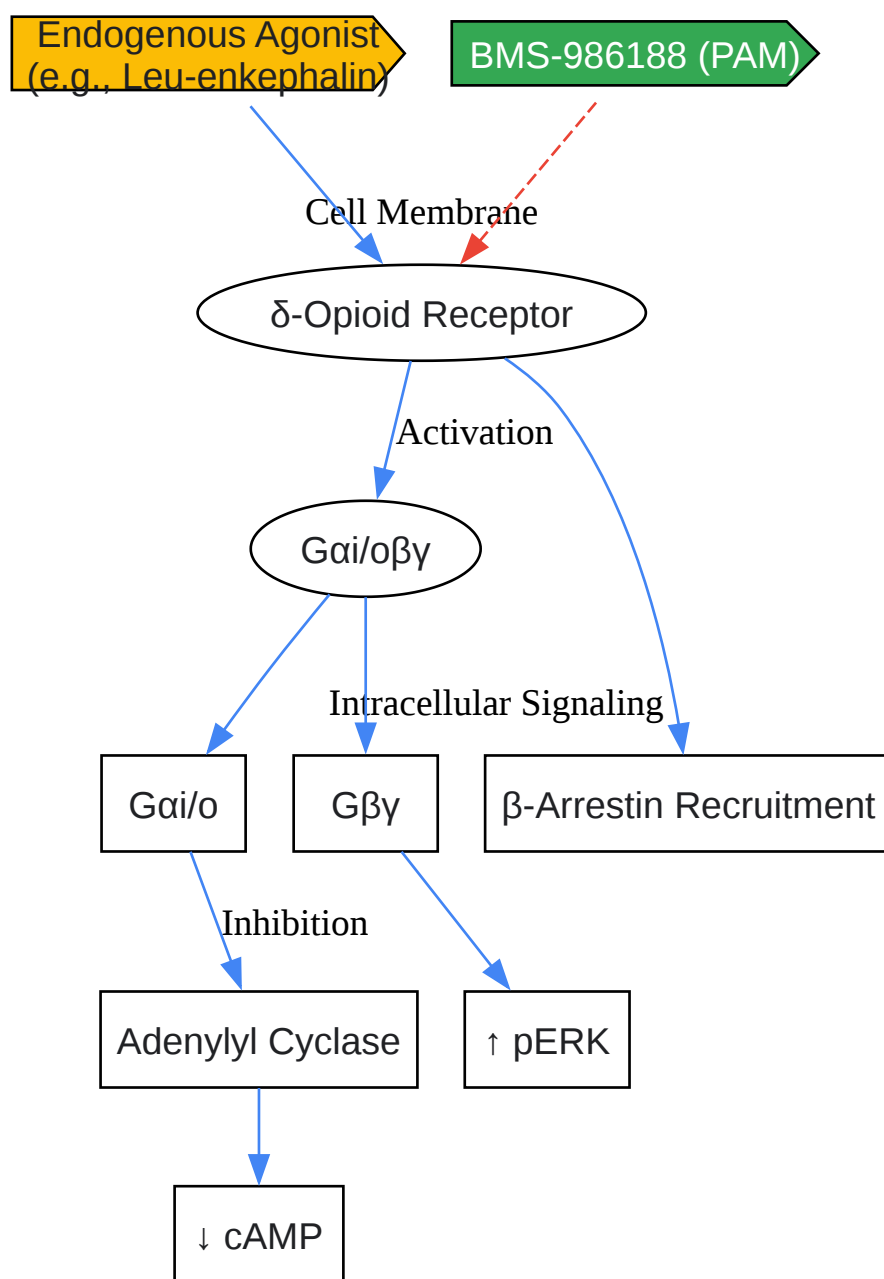 Endogenous Agonist
(e.g., Leu-enkephalin)
BMS-986188 (PAM)
Cell Membrane
δ-Opioid Receptor
Activation
Gαi/oβγ
Intracellular Signaling
Gαi/o
Gβγ
β-Arrestin Recruitment
Inhibition
Adenylyl Cyclase
↑ pERK
↓ cAMP